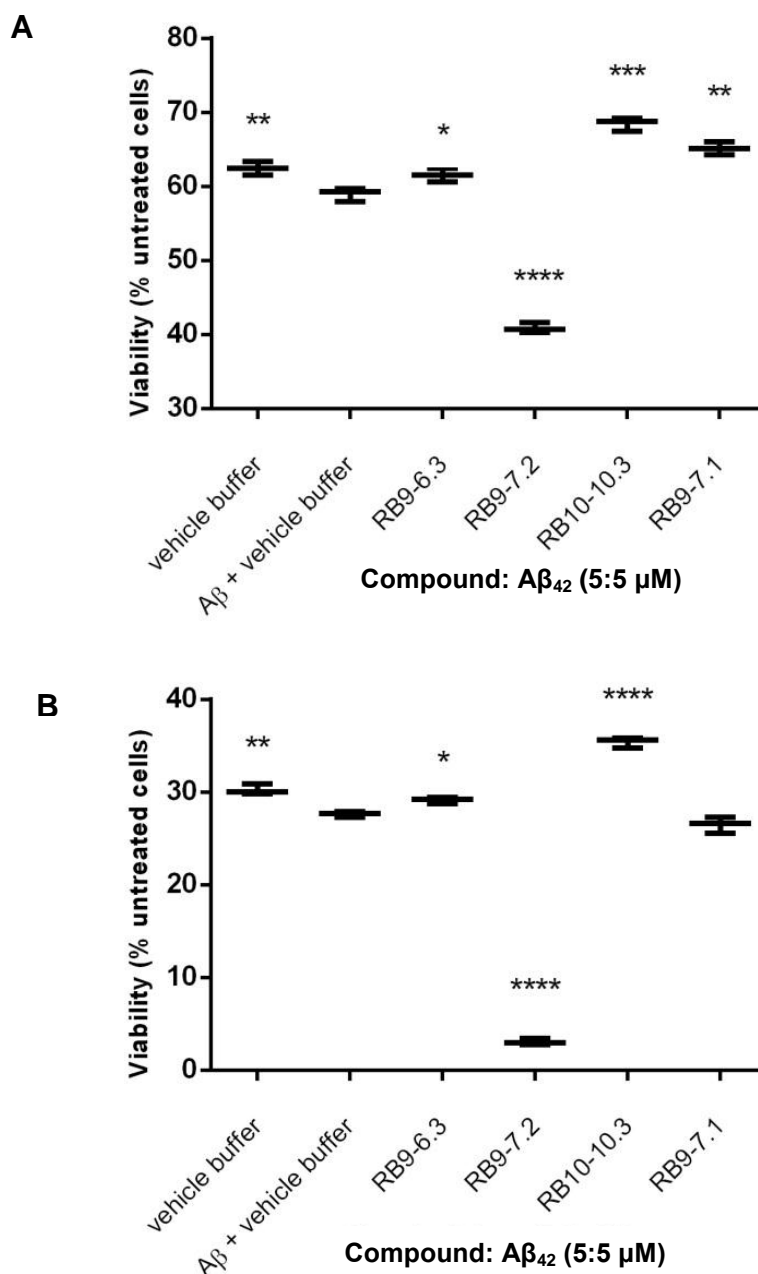 A
Viability (% untreated cells)
80
70
60
50
40
30
**
*
****
***
**
vehicle buffer
Aβ + vehicle buffer
RB9-6.3
RB9-7.2
RB10-10.3
RB9-7.1
Compound: Aβ₄₂ (5:5 µM)
B
Viability (% untreated cells)
40
30
20
10
0
**
*
****
****
vehicle buffer
Aβ + vehicle buffer
RB9-6.3
RB9-7.2
RB10-10.3
RB9-7.1
Compound: Aβ₄₂ (5:5 µM)